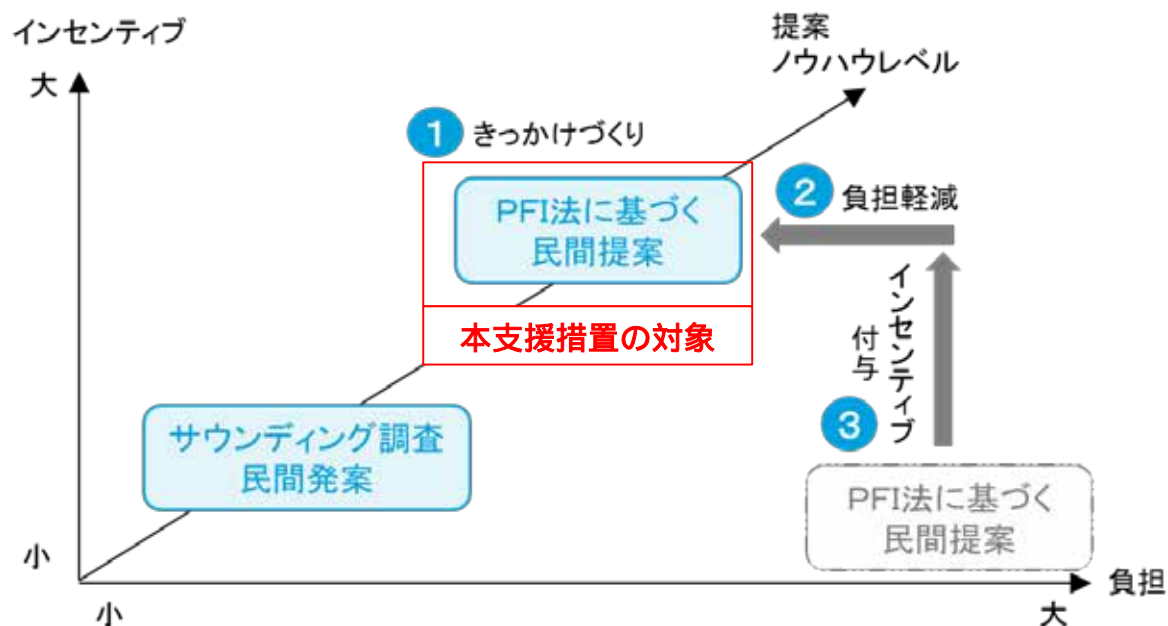 インセンティブ
大
提案
ノウハウレベル
1 きっかけづくり
PFI法に基づく
民間提案
2 負担軽減
本支援措置の対象
インセンティブ
付与
3
サウンディング調査
民間発案
PFI法に基づく
民間提案
小
小
大
負担